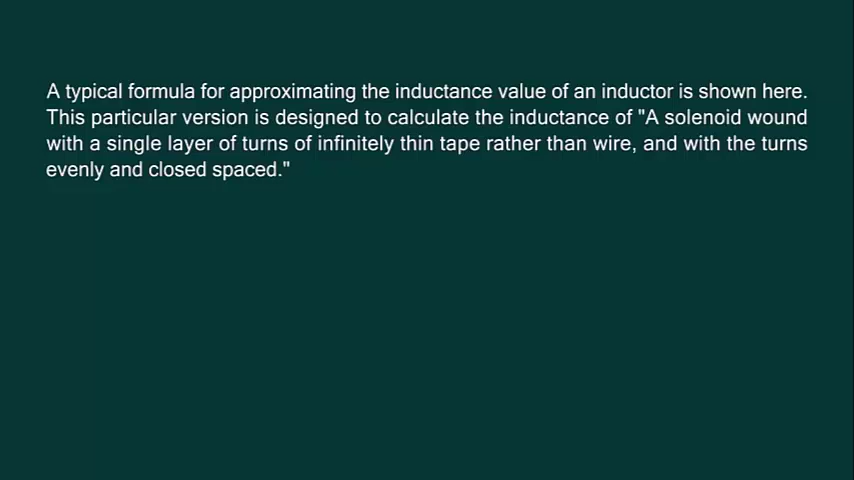 A typical formula for approximating the inductance value of an inductor is shown here.
This particular version is designed to calculate the inductance of "A solenoid wound
with a single layer of turns of infinitely thin tape rather than wire, and with the turns
evenly and closed spaced."